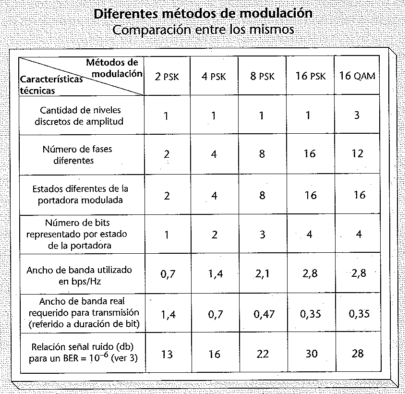 Diferentes métodos de modulación
Comparación entre los mismos
Métodos de
modulación
Características
técnicas
2 PSK 4 PSK 8 PSK 16 PSK 16 QAM
Cantidad de niveles
discretos de amplitud
1 1 1 1 3
Número de fases
diferentes
2 4 8 16 12
Estados diferentes de la
portadora modulada
2 4 8 16 16
Número de bits
representado por estado
de la portadora
1 2 3 4 4
Ancho de banda utilizado
en bps/Hz
0,7 1,4 2,1 2,8 2,8
Ancho de banda real
requerido para transmisión
(referido a duración de bit)
1,4 0,7 0,47 0,35 0,35
Relación señal ruido (db)
para un BER = 10⁻⁶ (ver 3)
13 16 22 30 28